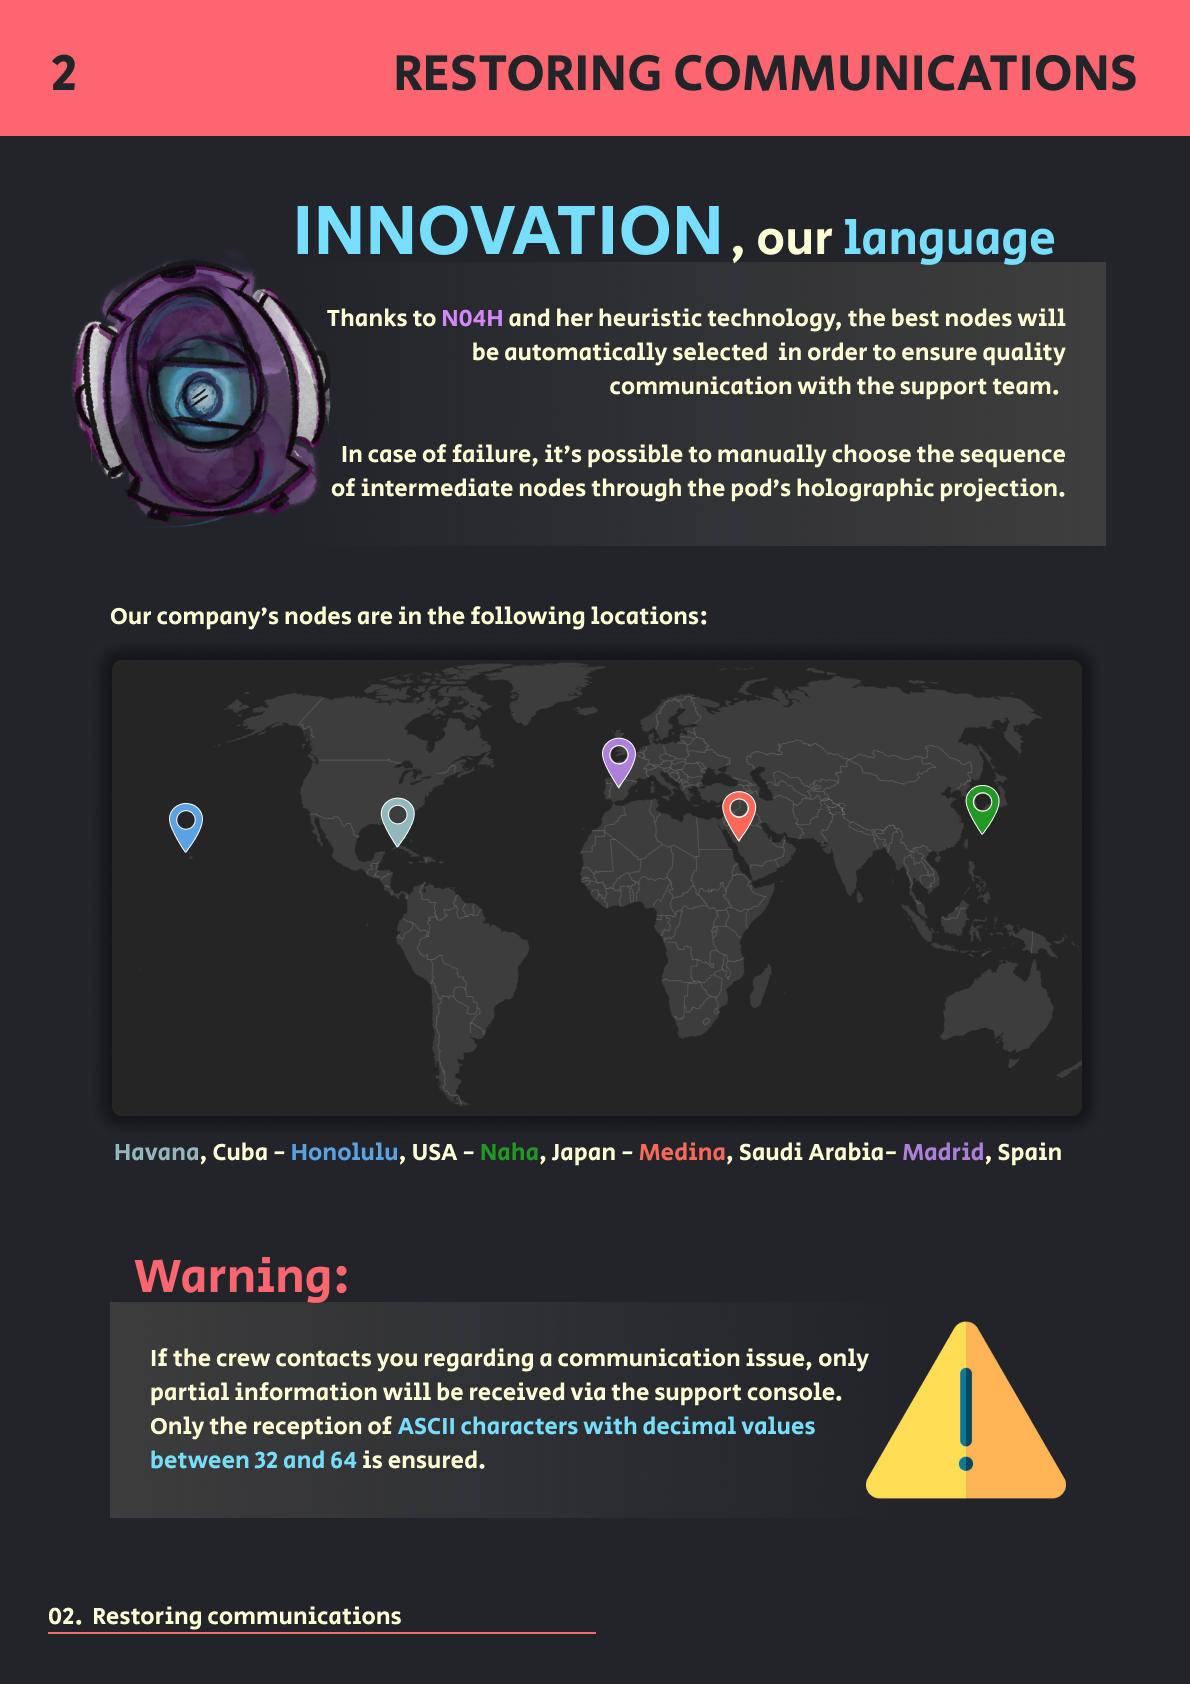 2
RESTORING COMMUNICATIONS
INNOVATION, our language
Thanks to N04H and her heuristic technology, the best nodes will
be automatically selected in order to ensure quality
communication with the support team.
In case of failure, it's possible to manually choose the sequence
of intermediate nodes through the pod's holographic projection.
Our company's nodes are in the following locations:
Havana, Cuba - Honolulu, USA - Naha, Japan - Medina, Saudi Arabia- Madrid, Spain
Warning:
If the crew contacts you regarding a communication issue, only
partial information will be received via the support console.
Only the reception of ASCII characters with decimal values
between 32 and 64 is ensured.
02. Restoring communications